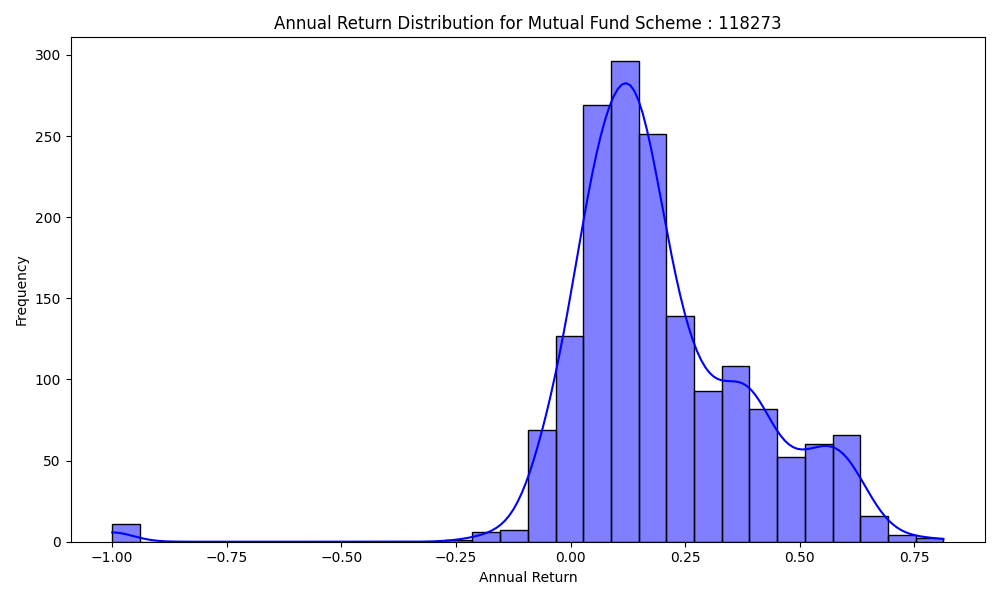 Annual Return Distribution for Mutual Fund Scheme : 118273
Frequency
300
250
200
150
100
50
0
−1.00 −0.75 −0.50 −0.25 0.00 0.25 0.50 0.75
Annual Return